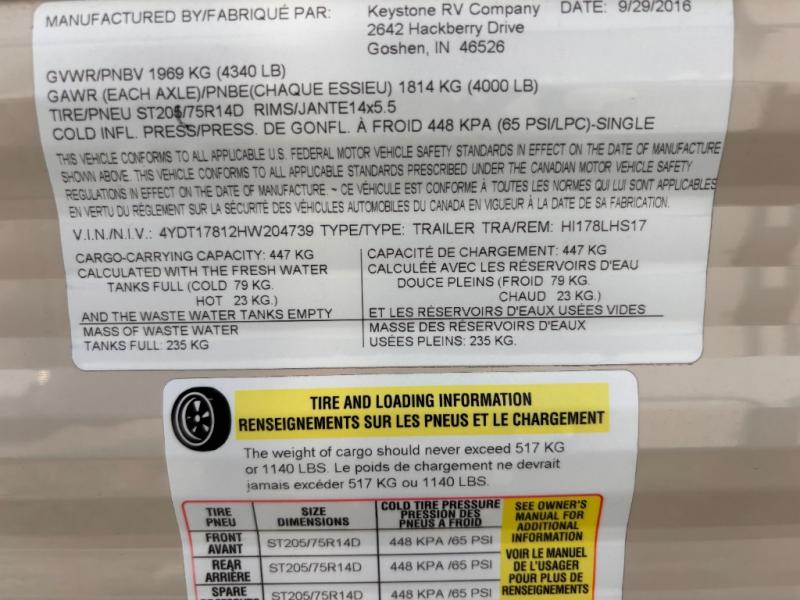 MANUFACTURED BY/FABRIQUÉ PAR: Keystone RV Company DATE: 9/29/2016
2642 Hackberry Drive
Goshen, IN 46526
GVWR/PNBV 1969 KG (4340 LB)
GAWR (EACH AXLE)/PNBE(CHAQUE ESSIEU) 1814 KG (4000 LB)
TIRE/PNEU ST205/75R14D RIMS/JANTE14x5.5
COLD INFL. PRESS/PRESS. DE GONFL. À FROID 448 KPA (65 PSI/LPC)-SINGLE
THIS VEHICLE CONFORMS TO ALL APPLICABLE U.S. FEDERAL MOTOR VEHICLE SAFETY STANDARDS IN EFFECT ON THE DATE OF MANUFACTURE
SHOWN ABOVE. THIS VEHICLE CONFORMS TO ALL APPLICABLE STANDARDS PRESCRIBED UNDER THE CANADIAN MOTOR VEHICLE SAFETY
REGULATIONS IN EFFECT ON THE DATE OF MANUFACTURE. ~ CE VÉHICULE EST CONFORME À TOUTES LES NORMES QUI LUI SONT APPLICABLES
EN VERTU DU RÈGLEMENT SUR LA SÉCURITÉ DES VÉHICULES AUTOMOBILES DU CANADA EN VIGUEUR À LA DATE DE SA FABRICATION.
V.I.N./N.I.V.: 4YDT17812HW204739 TYPE/TYPE: TRAILER TRA/REM: HI178LHS17
CARGO-CARRYING CAPACITY: 447 KG
CALCULATED WITH THE FRESH WATER
TANKS FULL (COLD 79 KG.
HOT 23 KG.)
AND THE WASTE WATER TANKS EMPTY
MASS OF WASTE WATER
TANKS FULL: 235 KG
CAPACITÉ DE CHARGEMENT: 447 KG
CALCULÉE AVEC LES RÉSERVOIRS D'EAU
DOUCE PLEINS (FROID 79 KG.
CHAUD 23 KG.)
ET LES RÉSERVOIRS D'EAUX USÉES VIDES
MASSE DES RÉSERVOIRS D'EAUX
USÉES PLEINS: 235 KG.
TIRE AND LOADING INFORMATION
RENSEIGNEMENTS SUR LES PNEUS ET LE CHARGEMENT
The weight of cargo should never exceed 517 KG
or 1140 LBS. Le poids de chargement ne devrait
jamais excéder 517 KG ou 1140 LBS.
TIRE
PNEU
SIZE
DIMENSIONS
COLD TIRE PRESSURE
PRESSION DES
PNEUS A FROID
SEE OWNER'S
MANUAL FOR
ADDITIONAL
INFORMATION
VOIR LE MANUEL
DE L'USAGER
POUR PLUS DE
RENSEIGNEMENTS
FRONT
AVANT
ST205/75R14D 448 KPA /65 PSI
REAR
ARRIÈRE
ST205/75R14D 448 KPA /65 PSI
SPARE
ST205/75R14D 448 KPA /65 PSI